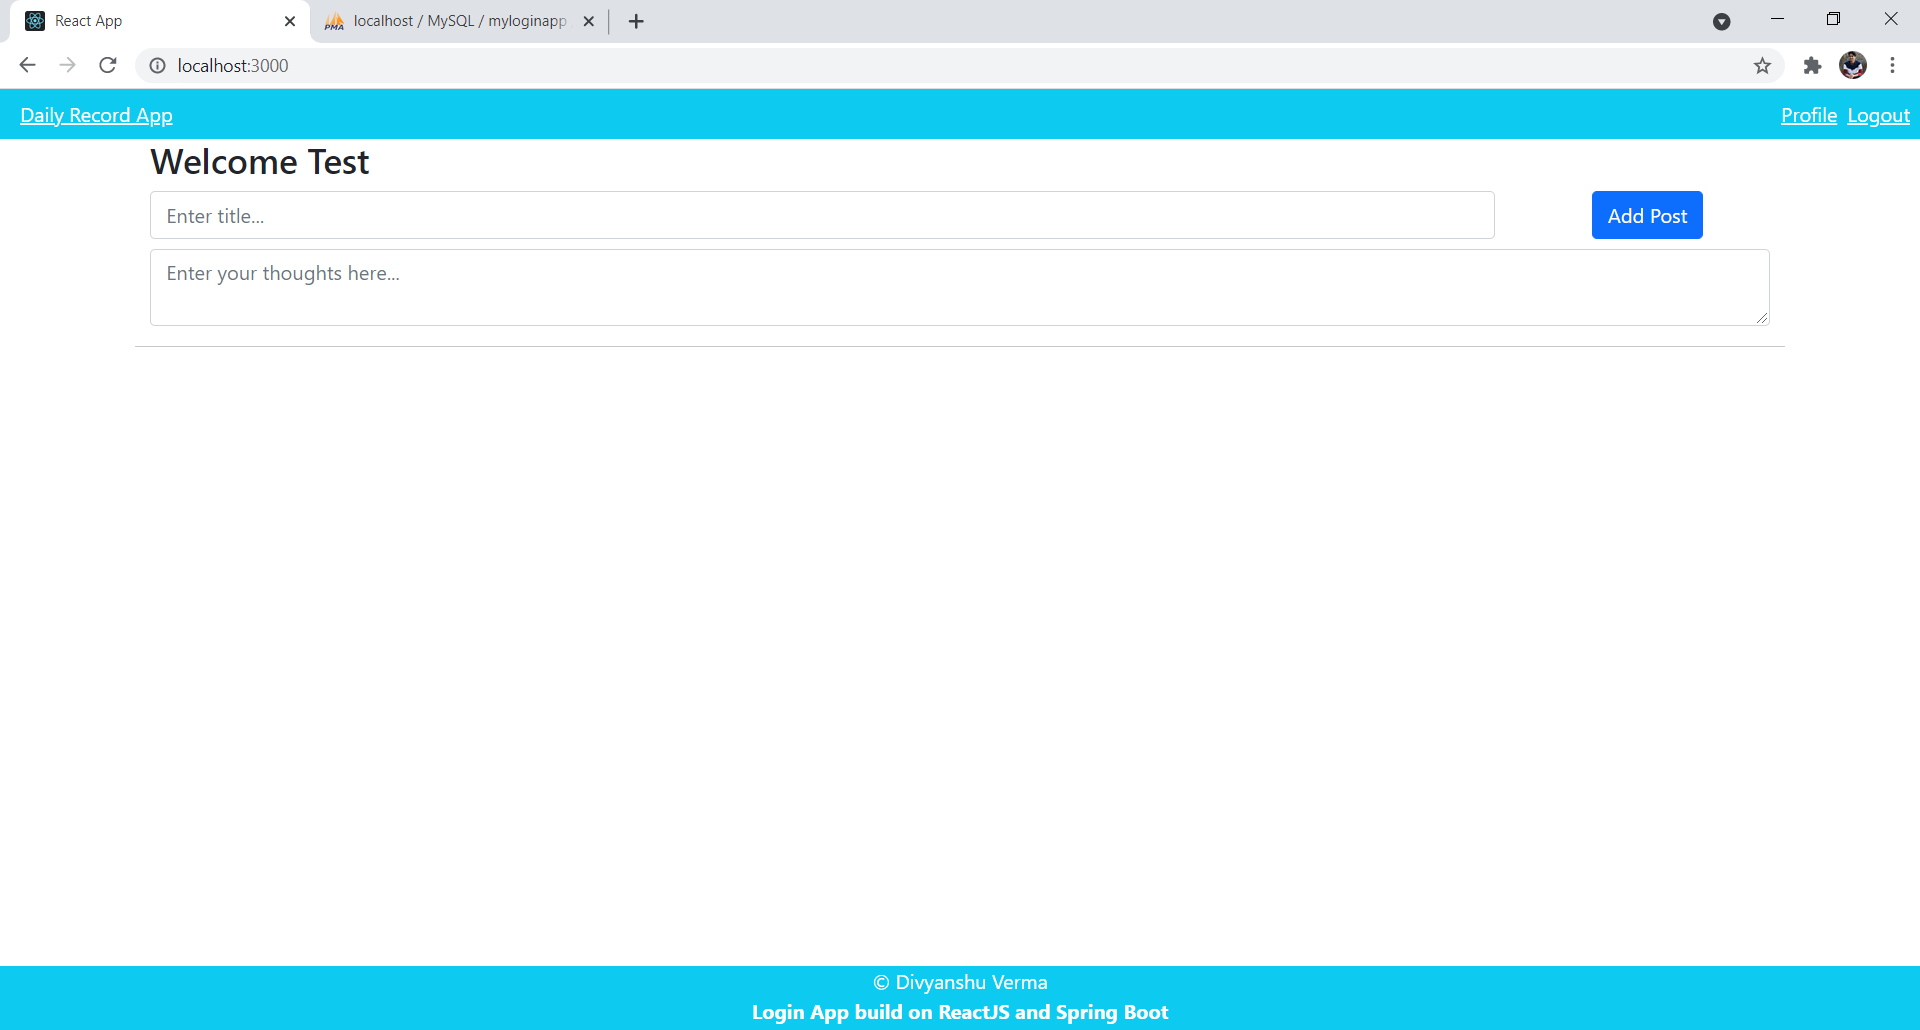 React App
PMA localhost / MySQL / myloginapp
localhost:3000
Daily Record App Profile Logout
Welcome Test
Enter title... Add Post
Enter your thoughts here...
© Divyanshu Verma
Login App build on ReactJS and Spring Boot